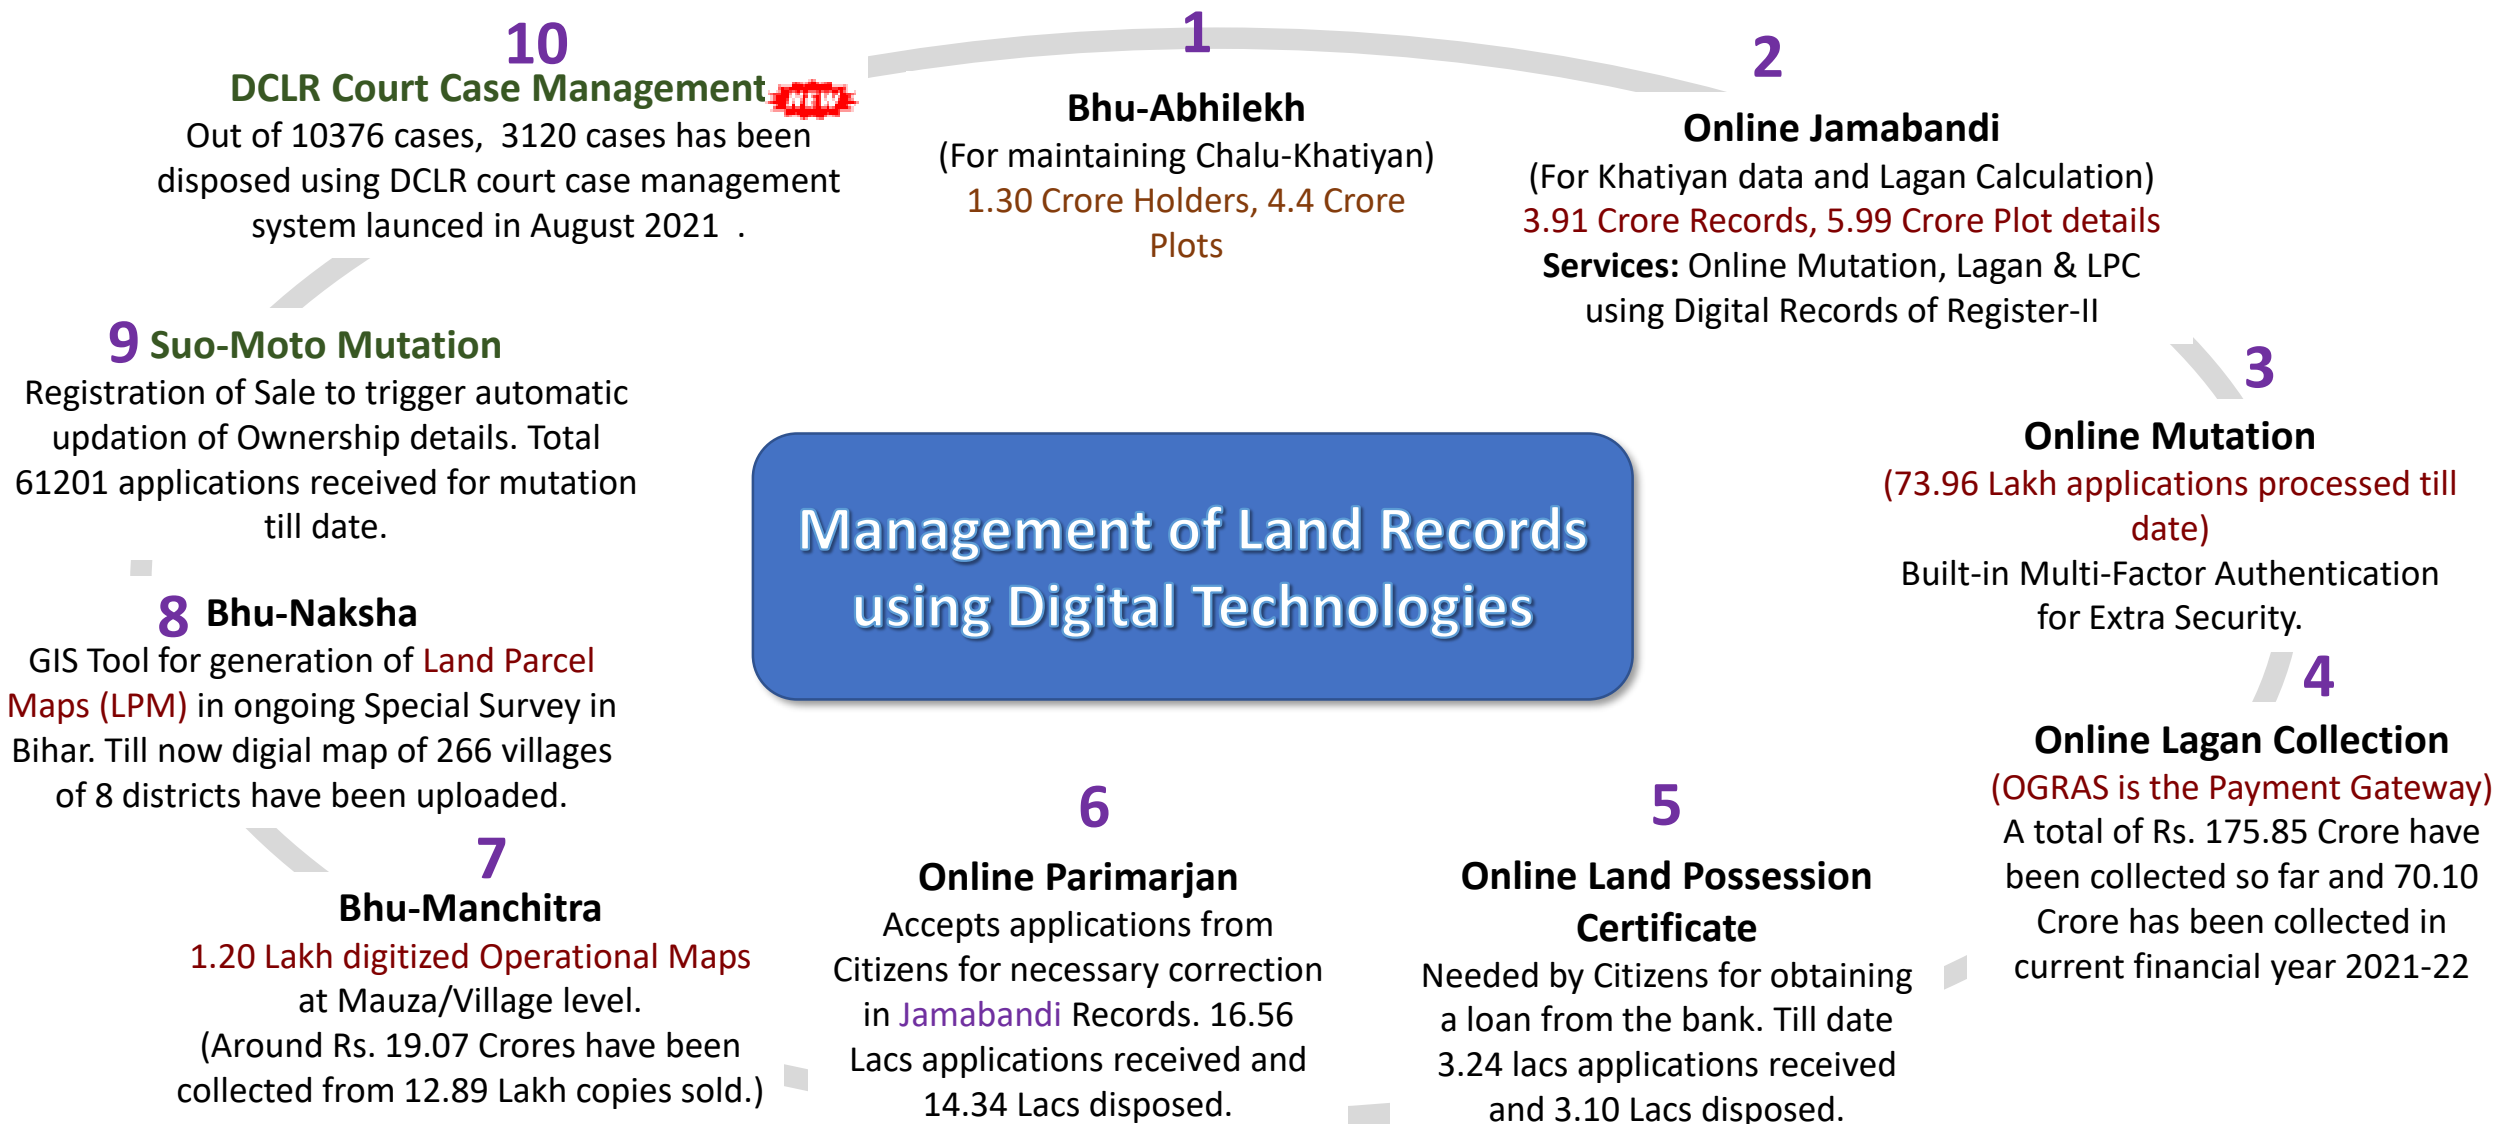 1
Bhu-Abhilekh
(For maintaining Chalu-Khatiyan)
1.30 Crore Holders, 4.4 Crore
Plots
2
Online Jamabandi
(For Khatiyan data and Lagan Calculation)
3.91 Crore Records, 5.99 Crore Plot details
Services: Online Mutation, Lagan & LPC
using Digital Records of Register-II
3
Online Mutation
(73.96 Lakh applications processed till
date)
Built-in Multi-Factor Authentication
for Extra Security.
4
Online Lagan Collection
(OGRAS is the Payment Gateway)
A total of Rs. 175.85 Crore have
been collected so far and 70.10
Crore has been collected in
current financial year 2021-22
5
Online Land Possession
Certificate
Needed by Citizens for obtaining
a loan from the bank. Till date
3.24 lacs applications received
and 3.10 Lacs disposed.
6
Online Parimarjan
Accepts applications from
Citizens for necessary correction
in Jamabandi Records. 16.56
Lacs applications received and
14.34 Lacs disposed.
7
Bhu-Manchitra
1.20 Lakh digitized Operational Maps
at Mauza/Village level.
(Around Rs. 19.07 Crores have been
collected from 12.89 Lakh copies sold.)
8 Bhu-Naksha
GIS Tool for generation of Land Parcel
Maps (LPM) in ongoing Special Survey in
Bihar. Till now digial map of 266 villages
of 8 districts have been uploaded.
9 Suo-Moto Mutation
Registration of Sale to trigger automatic
updation of Ownership details. Total
61201 applications received for mutation
till date.
10
DCLR Court Case Management NEW
Out of 10376 cases, 3120 cases has been
disposed using DCLR court case management
system launced in August 2021 .
Management of Land Records
using Digital Technologies